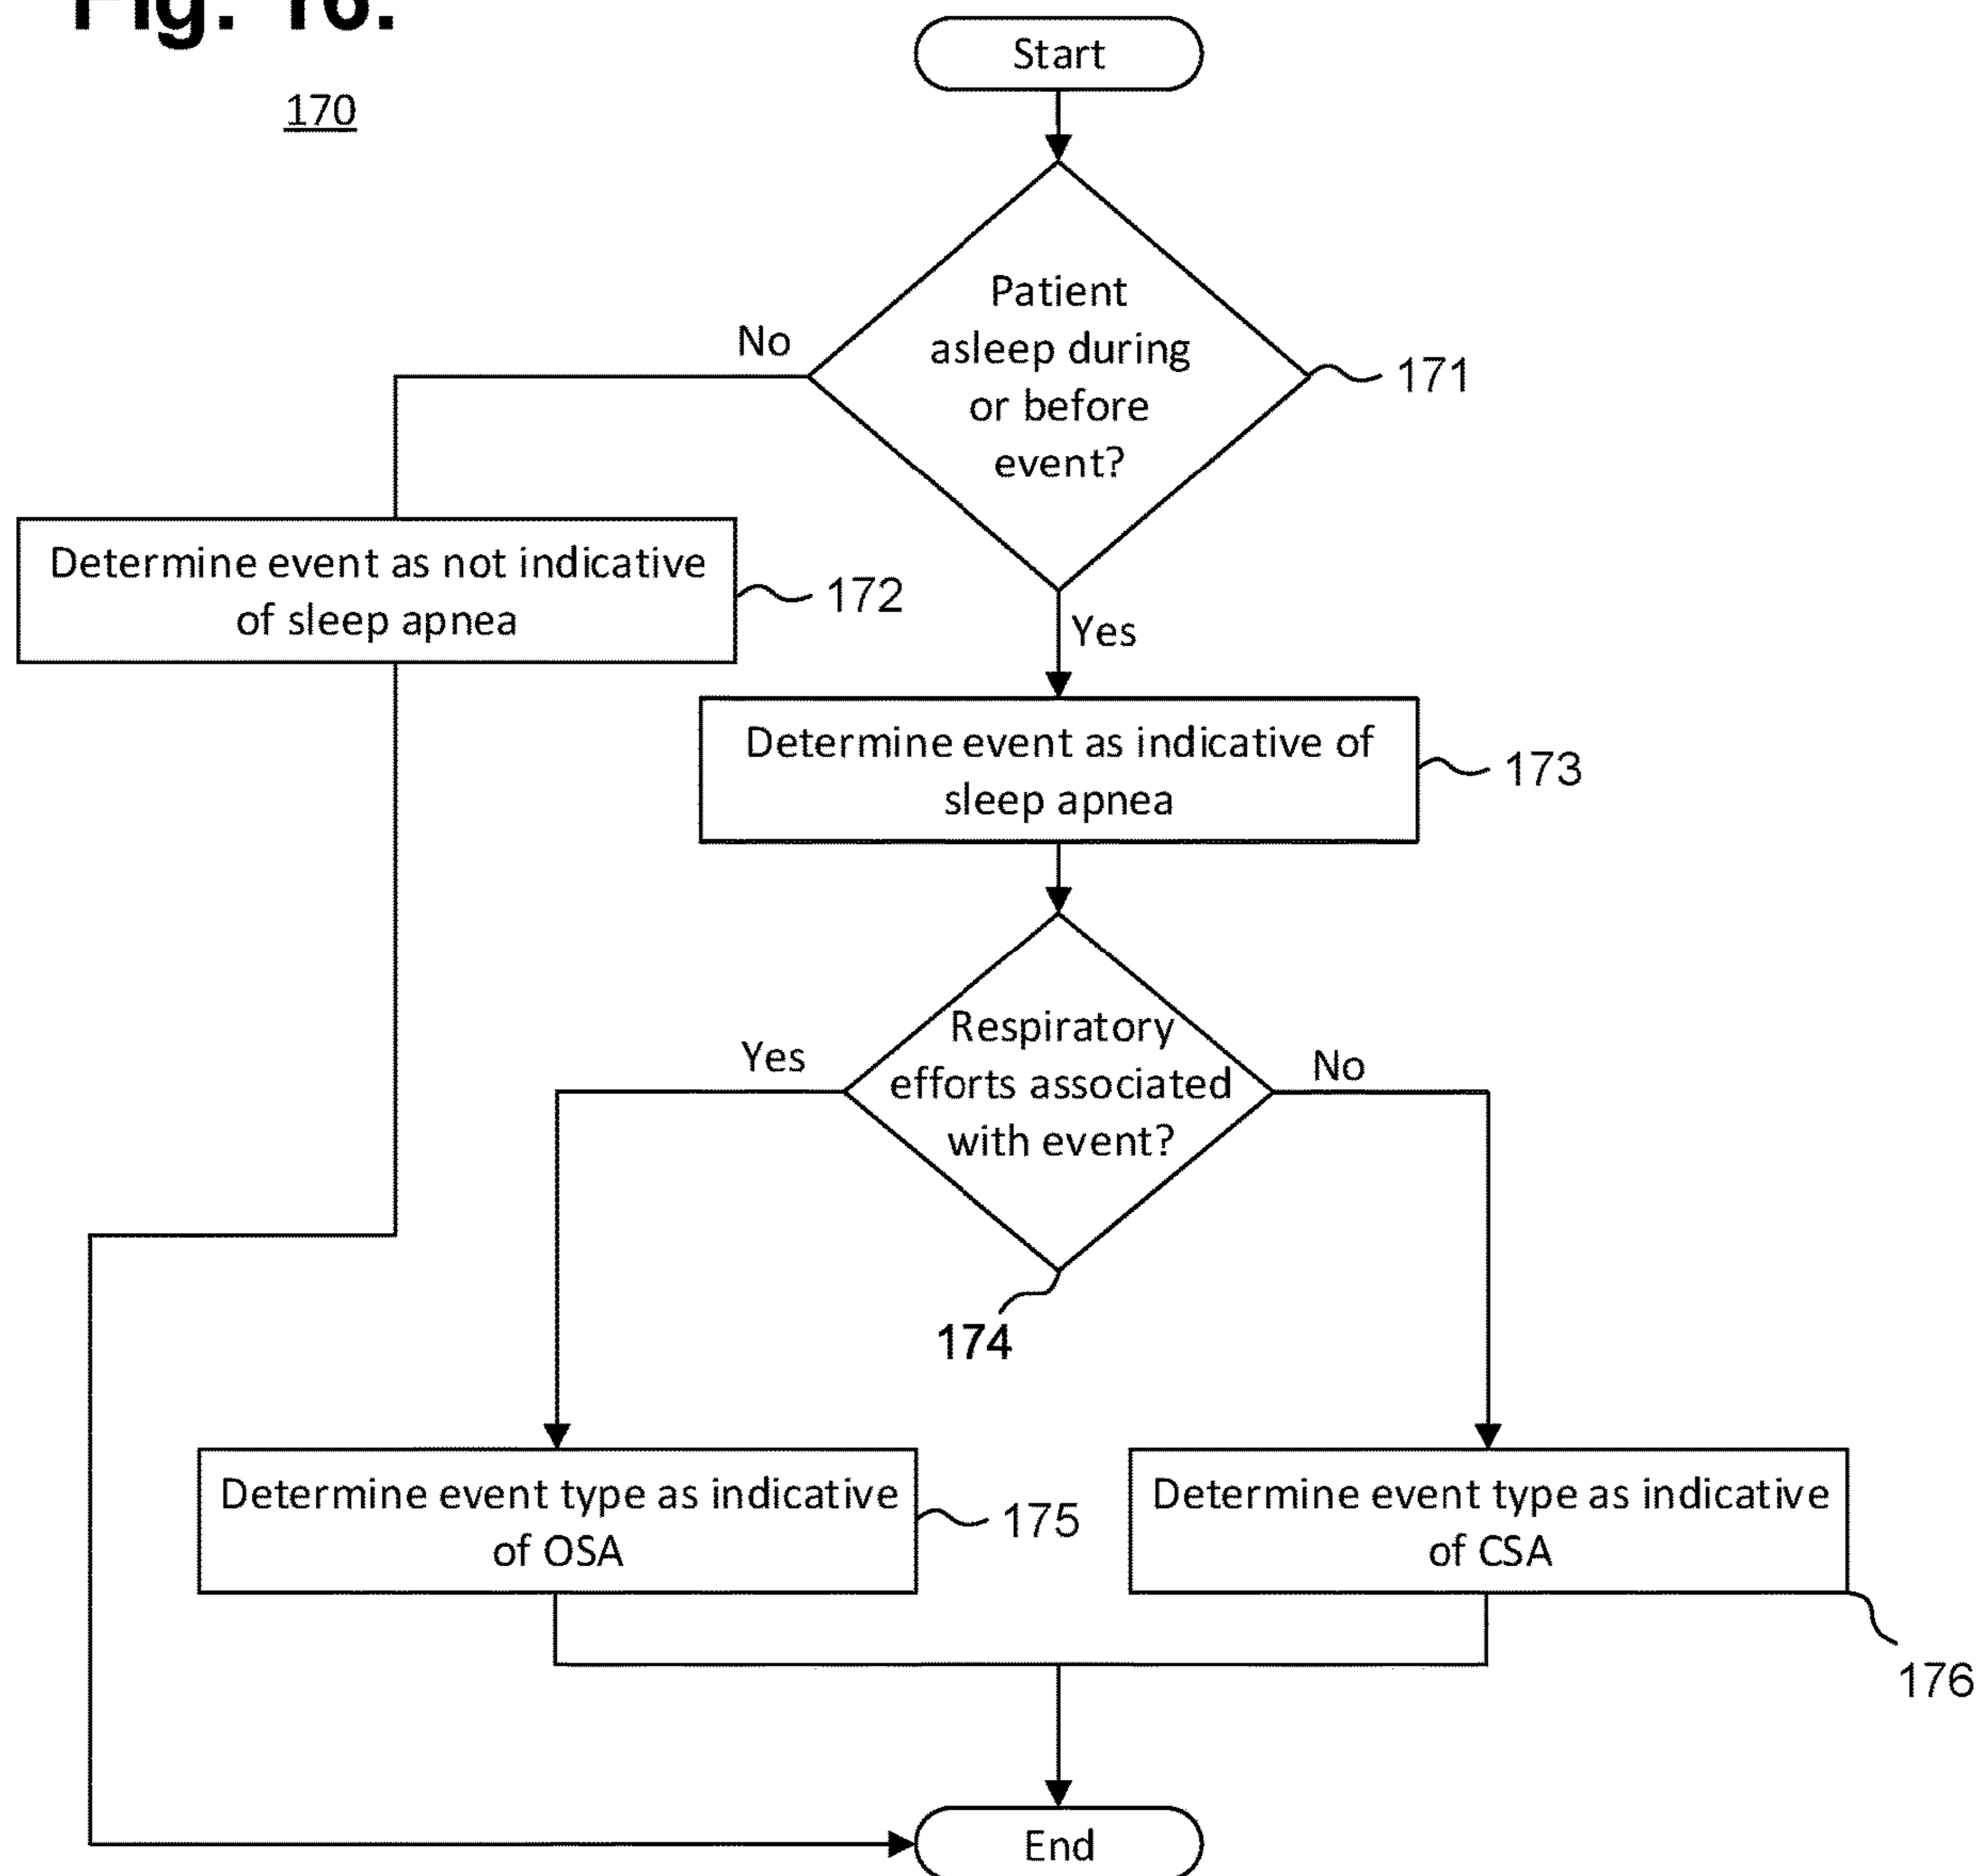 Fig. 16.
170
Start
Patient
asleep during
or before
event?
No
171
Determine event as not indicative
of sleep apnea
172
Yes
Determine event as indicative of
sleep apnea
173
Respiratory
efforts associated
with event?
Yes
No
174
Determine event type as indicative
of OSA
175
Determine event type as indicative
of CSA
176
End